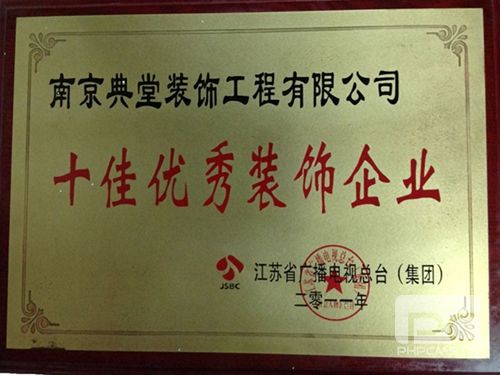 南京典堂装饰工程有限公司
十佳优秀装饰企业
JSBC
江苏省广播电视总台（集团）
二零一一年